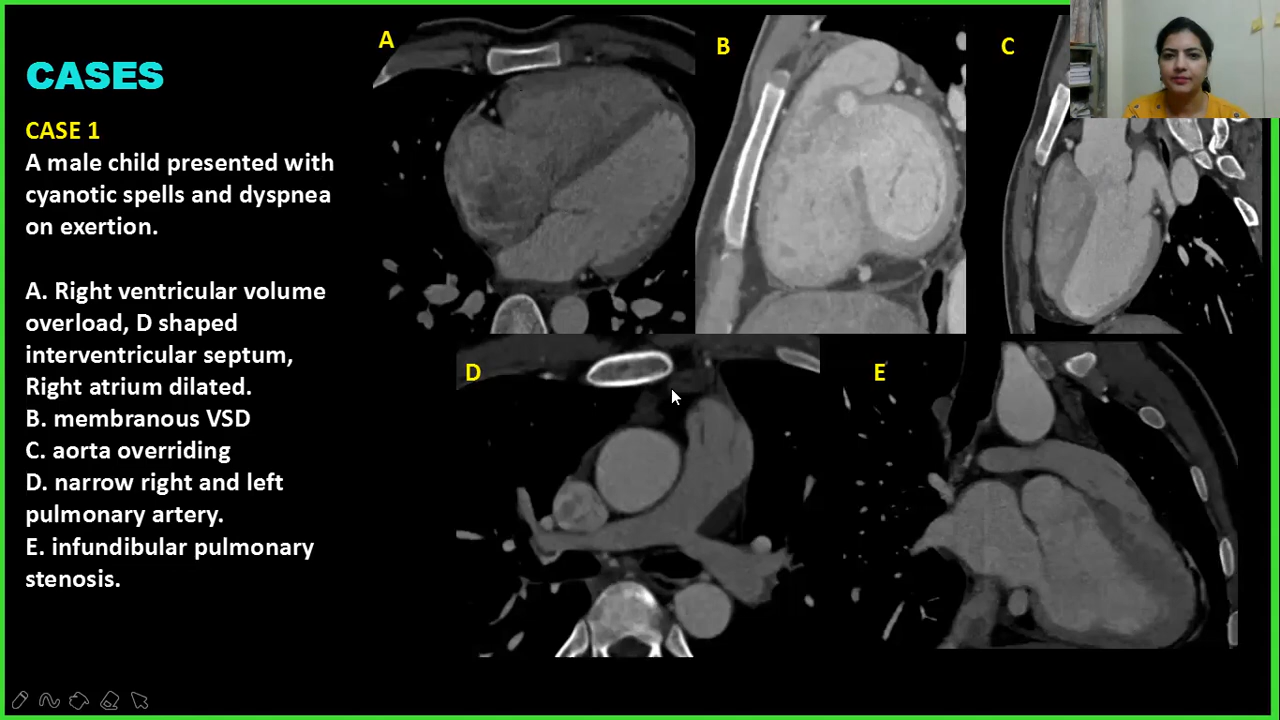 CASES
CASE 1
A male child presented with
cyanotic spells and dyspnea
on exertion.
A. Right ventricular volume
overload, D shaped
interventricular septum,
Right atrium dilated.
B. membranous VSD
C. aorta overriding
D. narrow right and left
pulmonary artery.
E. infundibular pulmonary
stenosis.
A
B
C
D
E